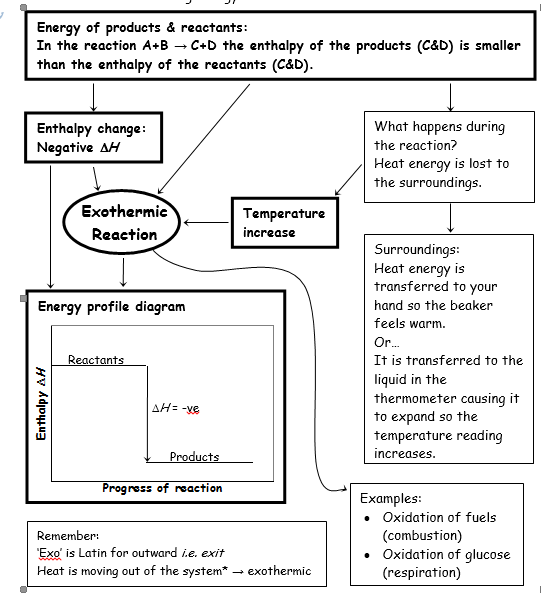 Energy of products & reactants:
In the reaction A+B → C+D the enthalpy of the products (C&D) is smaller
than the enthalpy of the reactants (C&D).
Enthalpy change:
Negative ΔH
What happens during
the reaction?
Heat energy is lost to
the surroundings.
Exothermic
Reaction
Temperature
increase
Surroundings:
Heat energy is
transferred to your
hand so the beaker
feels warm.
Or…
It is transferred to the
liquid in the
thermometer causing it
to expand so the
temperature reading
increases.
Energy profile diagram
Enthalpy ΔH
Reactants
ΔH = -ve
Products
Progress of reaction
Examples:
• Oxidation of fuels
(combustion)
• Oxidation of glucose
(respiration)
Remember:
'Exo' is Latin for outward i.e. exit
Heat is moving out of the system* → exothermic